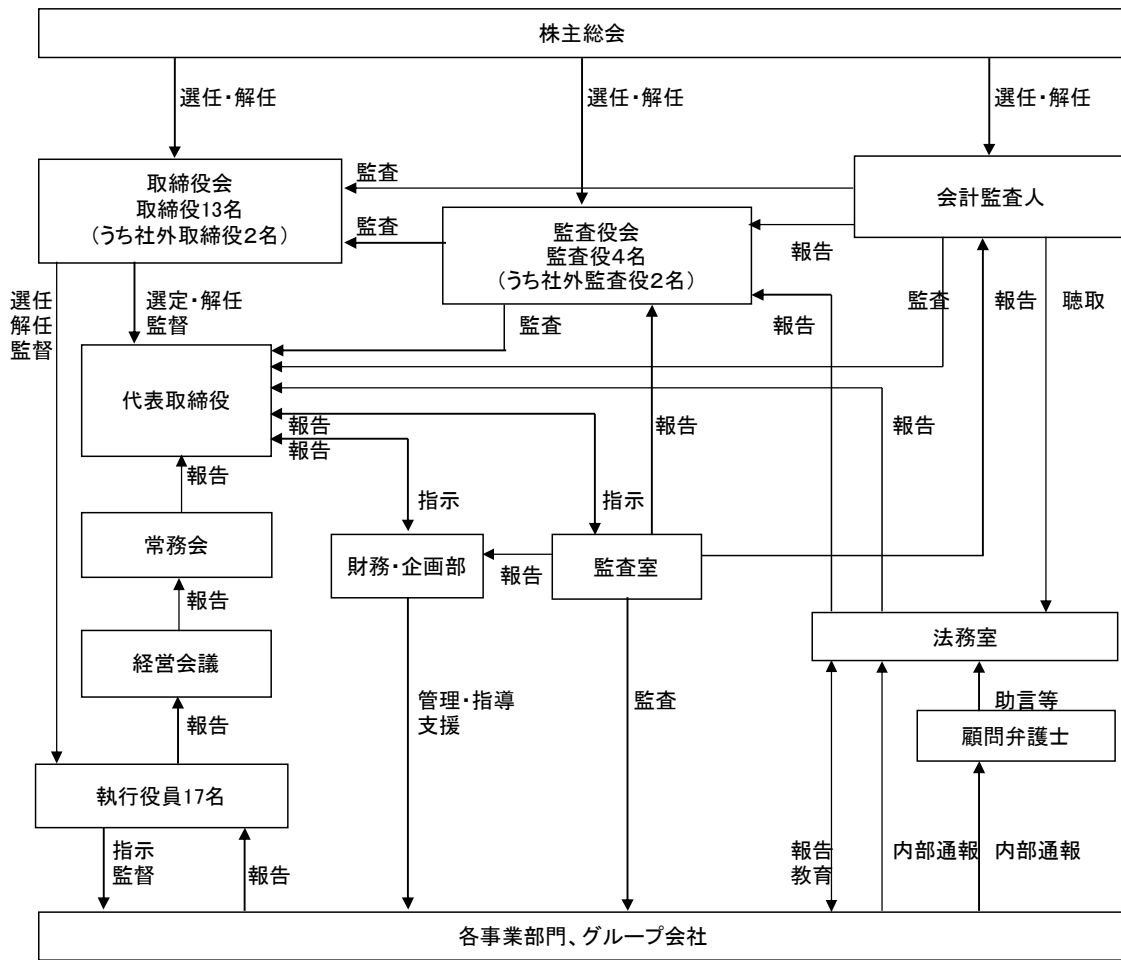 株主総会
選任・解任
選任・解任
選任・解任
取締役会
取締役13名
（うち社外取締役２名）
監査
監査
監査役会
監査役４名
（うち社外監査役２名）
会計監査人
報告
選任
解任
監督
選定・解任
監督
監査
報告
監査
報告
聴取
代表取締役
報告
報告
報告
報告
報告
指示
指示
常務会
財務・企画部
報告
監査室
報告
経営会議
法務室
管理・指導
支援
監査
助言等
報告
顧問弁護士
執行役員17名
指示
監督
報告
報告
教育
内部通報
内部通報
各事業部門、グループ会社